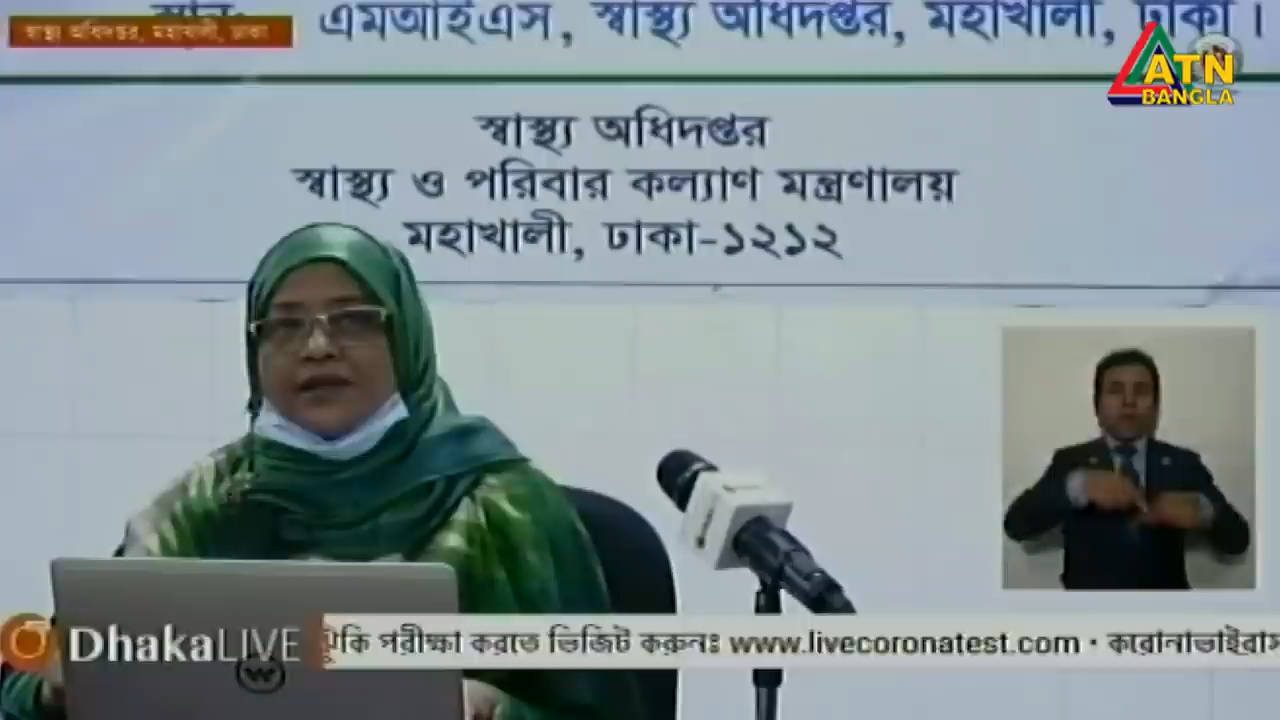 এমআইএস, স্বাস্থ্য অধিদপ্তর, মহাখালী, ঢাকা।
স্বাস্থ্য অধিদপ্তর, মহাখালী, ঢাকা
ATN
BANGLA
স্বাস্থ্য অধিদপ্তর
স্বাস্থ্য ও পরিবার কল্যাণ মন্ত্রণালয়
মহাখালী, ঢাকা-১২১২
DhakaLIVE
পরীক্ষা করতে ভিজিট করুনঃ www.livecoronatest.com • করোনাভাইরাস